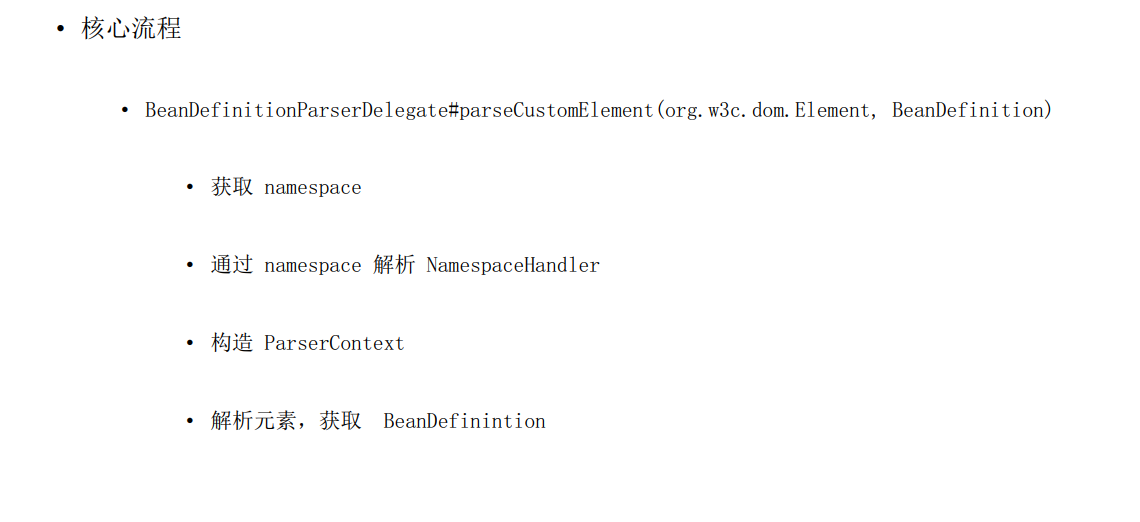 • 核心流程
• BeanDefinitionParserDelegate#parseCustomElement(org.w3c.dom.Element, BeanDefinition)
• 获取 namespace
• 通过 namespace 解析 NamespaceHandler
• 构造 ParserContext
• 解析元素，获取 BeanDefinintion